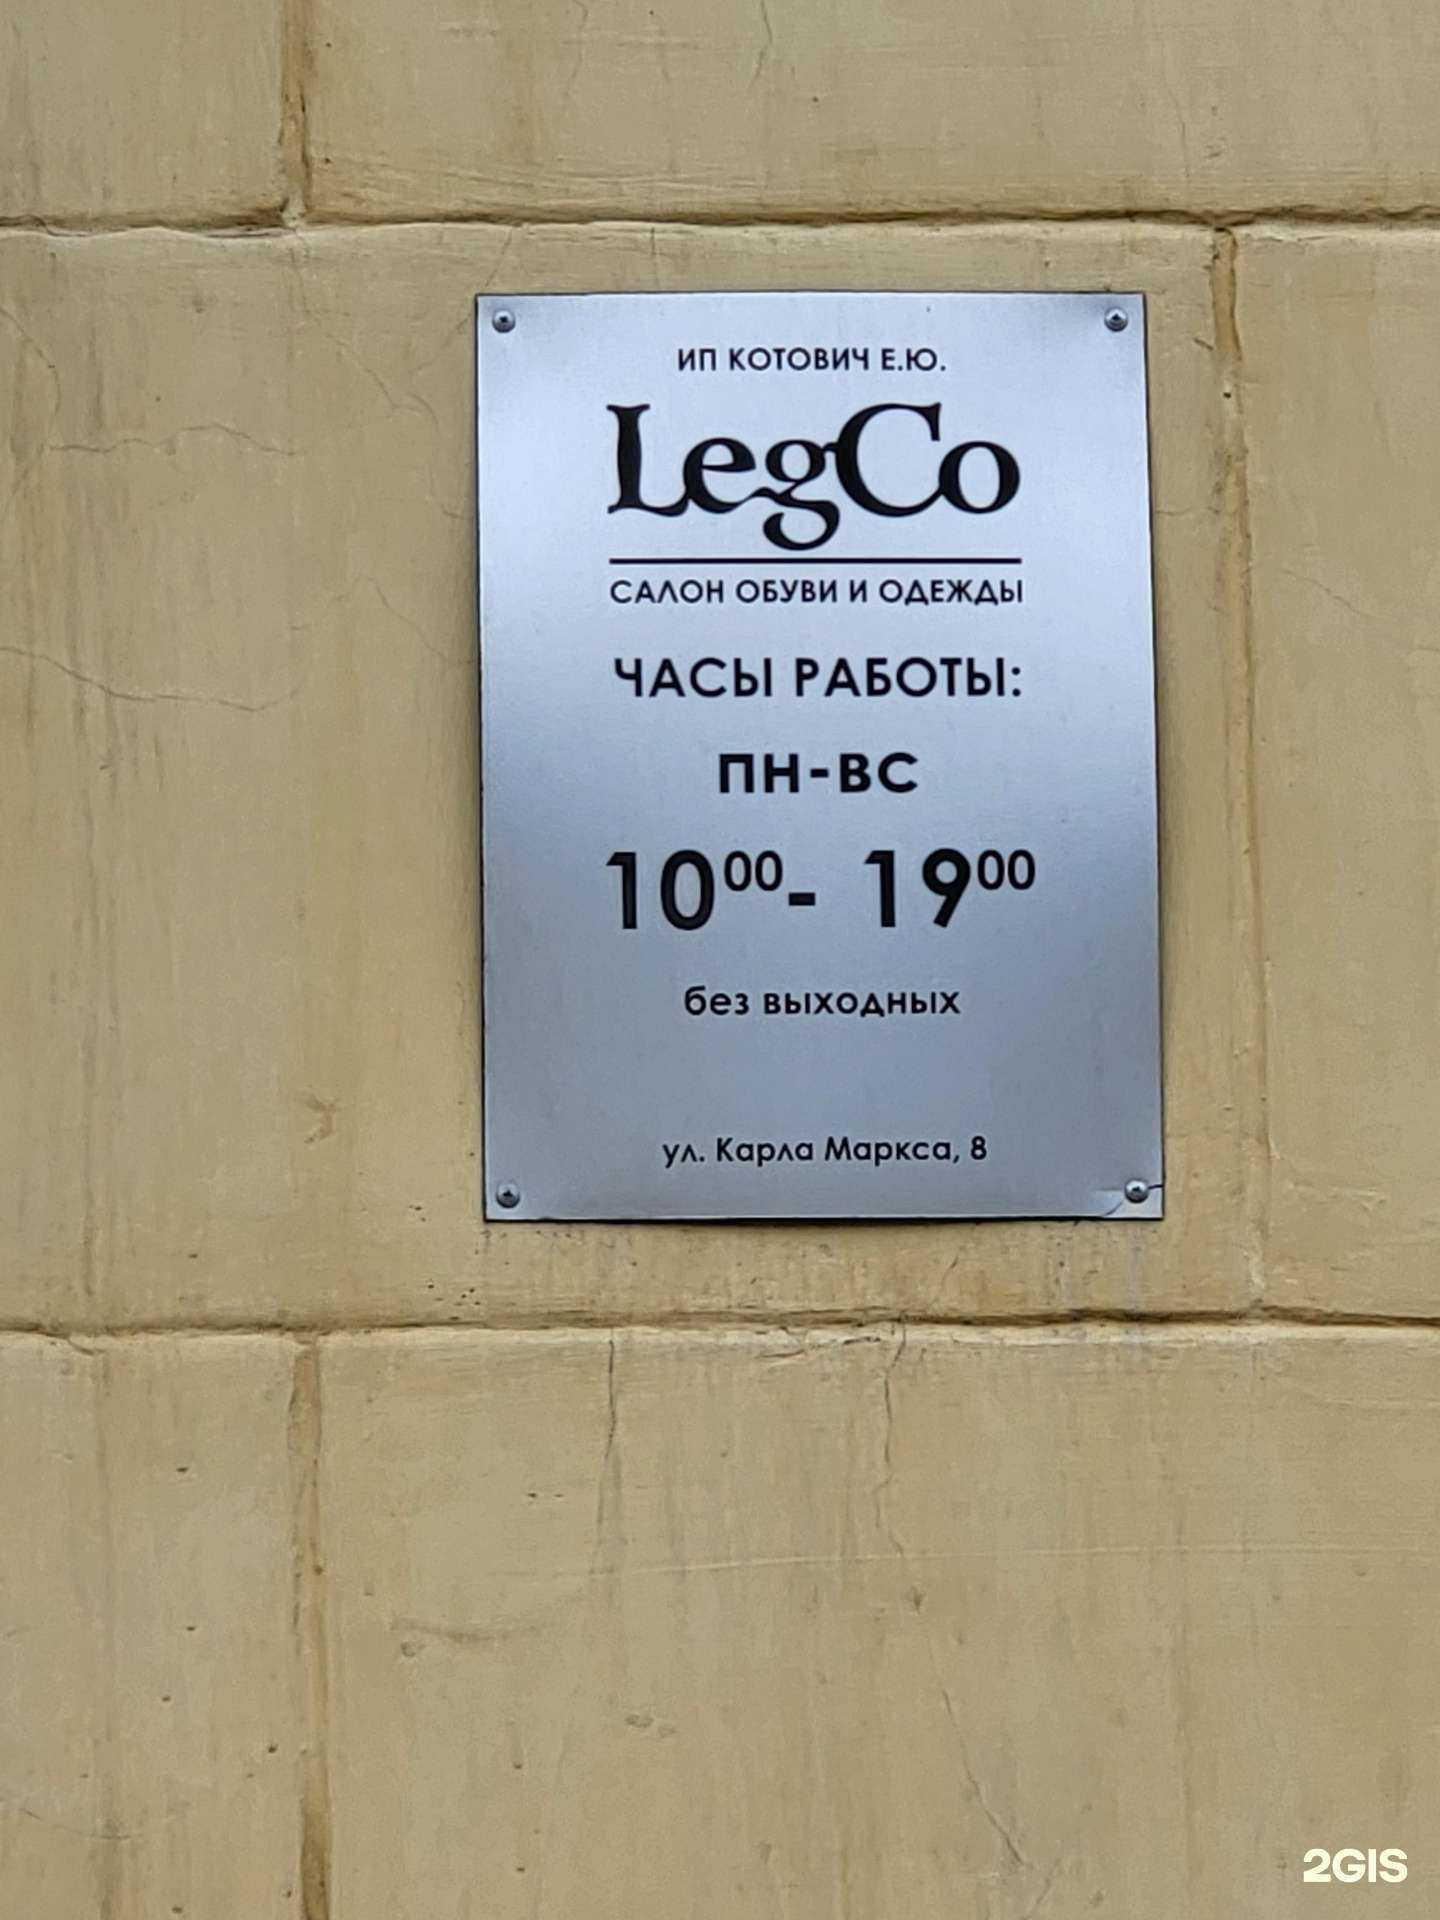 ИП КОТОВИЧ Е.Ю.
LegCo
САЛОН ОБУВИ И ОДЕЖДЫ
ЧАСЫ РАБОТЫ:
ПН-ВС
10⁰⁰- 19⁰⁰
без выходных
ул. Карла Маркса, 8
2GIS